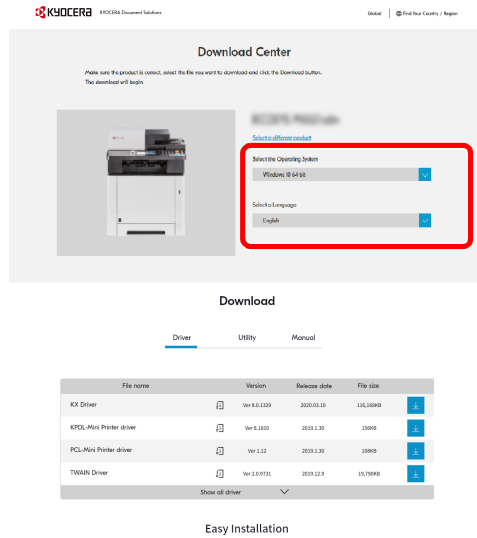 KYOCERA KYOCERA Document Solutions Global Find Your Country / Region
Download Center
Make sure the product is correct, select the file you want to download and click the Download button.
The download will begin
Select a different product
Select the Operating System
Windows 10 64 bit
Select a Language
English
Download
Driver Utility Manual
File name Version Release date File size
KX Driver Ver 8.0.1329 2020.03.10 116,168KB
KPDL-Mini Printer driver Ver 8.1810 2019.1.30 156KB
PCL-Mini Printer driver Ver 1.12 2019.1.30 108KB
TWAIN Driver Ver 2.0.9731 2019.12.9 19,790KB
Show all driver
Easy Installation